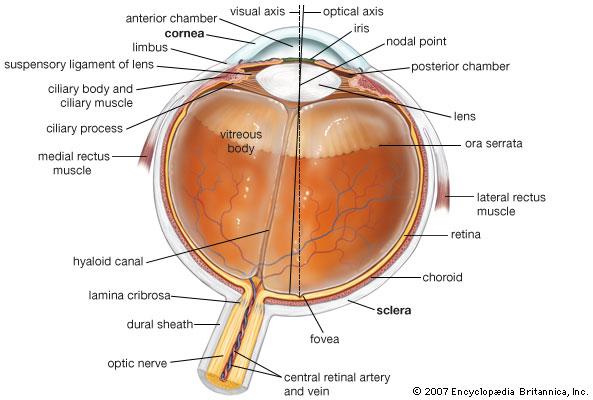 visual axis
optical axis
anterior chamber
cornea
iris
limbus
nodal point
suspensory ligament of lens
posterior chamber
ciliary body and
ciliary muscle
lens
ciliary process
vitreous
body
ora serrata
medial rectus
muscle
lateral rectus
muscle
retina
hyaloid canal
choroid
lamina cribrosa
sclera
dural sheath
fovea
optic nerve
central retinal artery
and vein
© 2007 Encyclopædia Britannica, Inc.